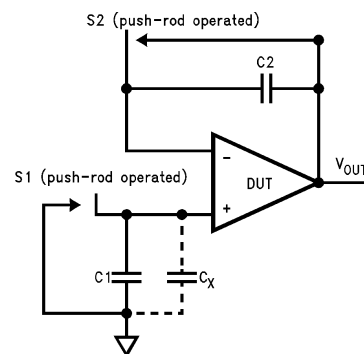 S2 (push-rod operated)
C2
S1 (push-rod operated)
-
DUT
VOUT
+
C1
CX